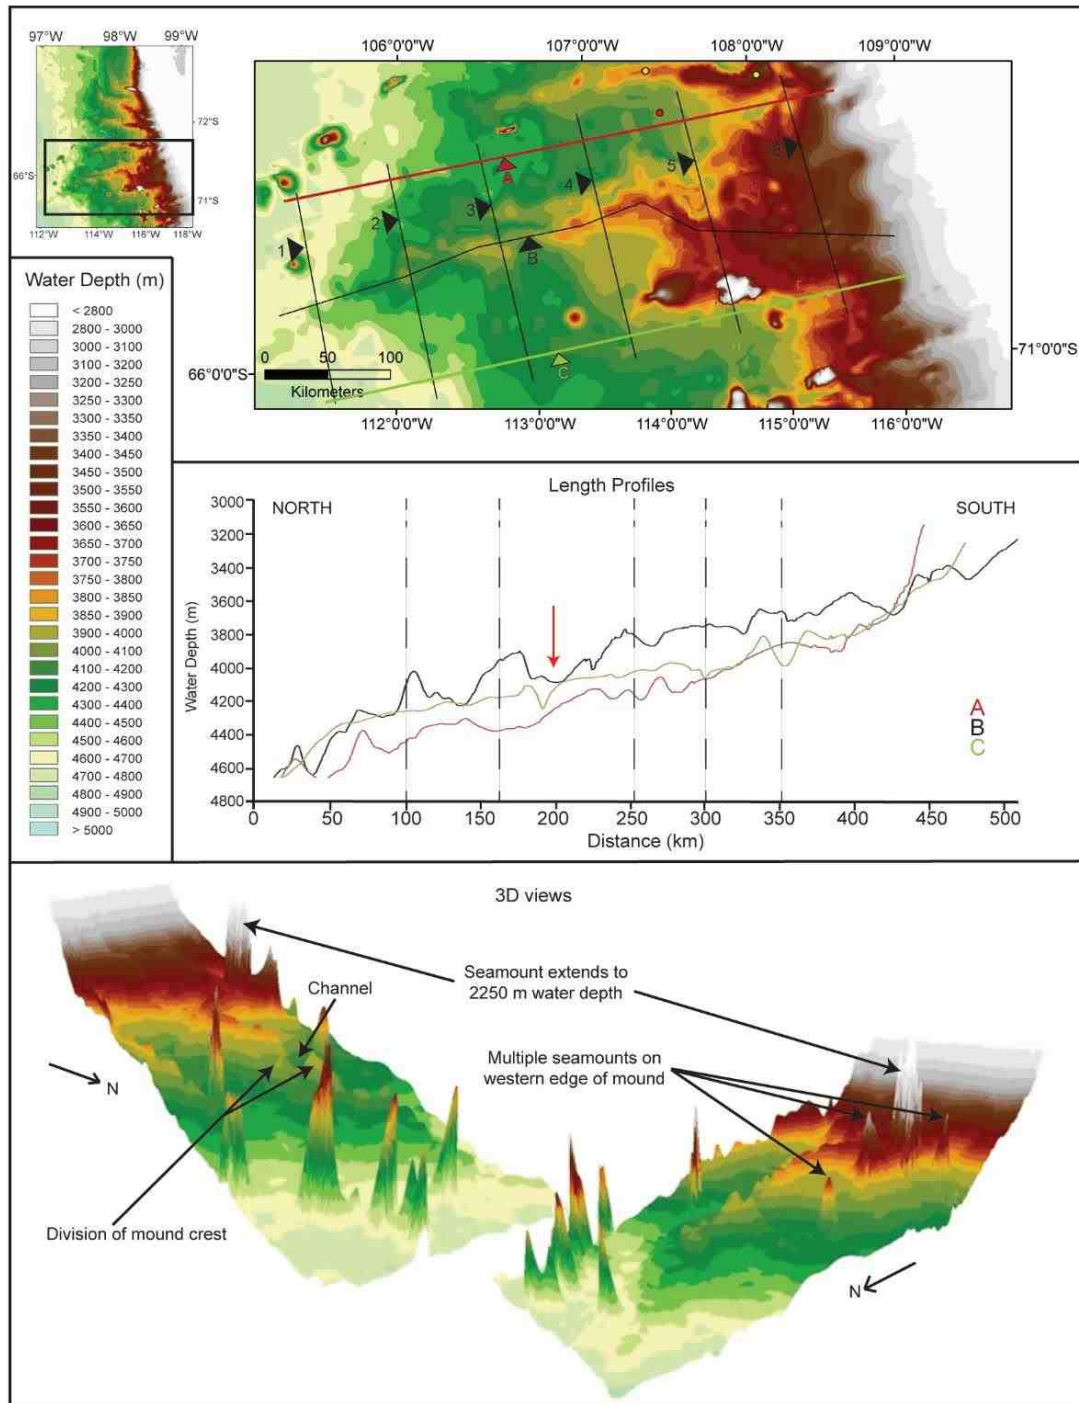 97°W 98°W 99°W
72°S
66°S
71°S
112°W 114°W 116°W 118°W
106°0'0"W 107°0'0"W 108°0'0"W 109°0'0"W
A
B
C
1
2
3
4
5
6
0 50 100
Kilometers
66°0'0"S
71°0'0"S
112°0'0"W 113°0'0"W 114°0'0"W 115°0'0"W 116°0'0"W
Water Depth (m)
< 2800
2800 - 3000
3000 - 3100
3100 - 3200
3200 - 3250
3250 - 3300
3300 - 3350
3350 - 3400
3400 - 3450
3450 - 3500
3500 - 3550
3550 - 3600
3600 - 3650
3650 - 3700
3700 - 3750
3750 - 3800
3800 - 3850
3850 - 3900
3900 - 4000
4000 - 4100
4100 - 4200
4200 - 4300
4300 - 4400
4400 - 4500
4500 - 4600
4600 - 4700
4700 - 4800
4800 - 4900
4900 - 5000
> 5000
Length Profiles
NORTH SOUTH
Water Depth (m)
3000
3200
3400
3600
3800
4000
4200
4400
4600
4800
A
B
C
0 50 100 150 200 250 300 350 400 450 500
Distance (km)
3D views
Seamount extends to
2250 m water depth
Channel
Multiple seamounts on
western edge of mound
N
Division of mound crest
N